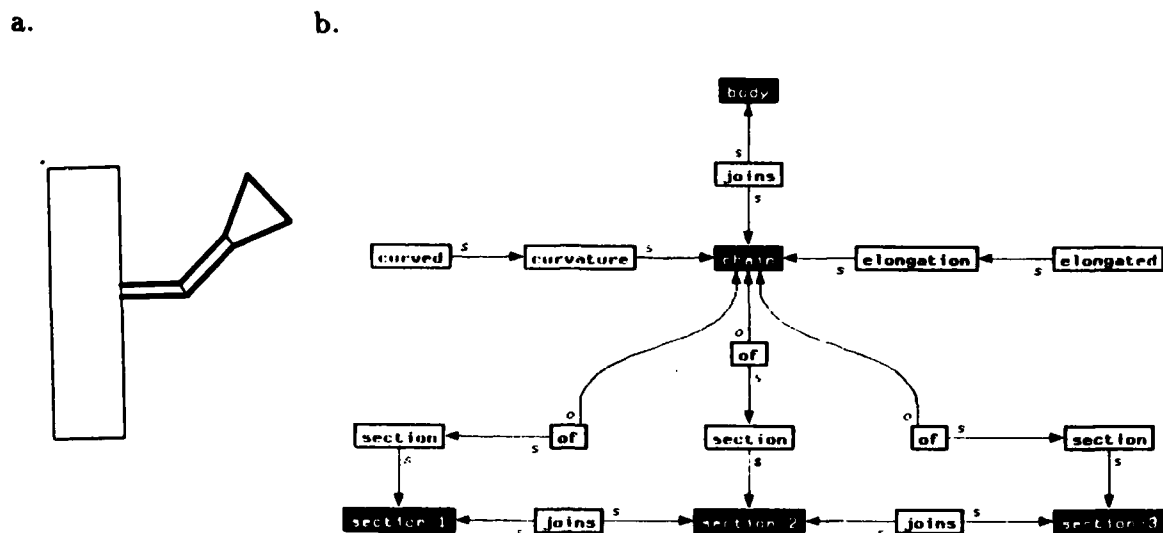 a.
b.
body
s
joins
s
curved s curvature s chain s elongation s elongated
o
of
s
section s of o section s o of s section
s s s
section 1 s joins s section 2 s joins s section 3